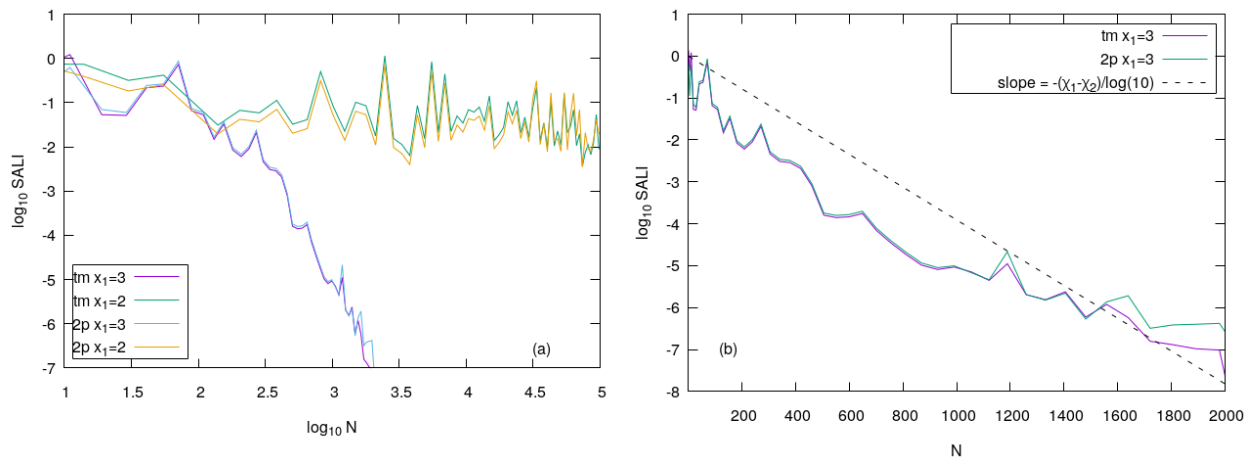 1
0
-1
-2
-3
-4
-5
-6
-7
log₁₀ SALI
tm x₁=3
tm x₁=2
2p x₁=3
2p x₁=2
(a)
1 1.5 2 2.5 3 3.5 4 4.5 5
log₁₀ N
1
0
-1
-2
-3
-4
-5
-6
-7
-8
log₁₀ SALI
tm x₁=3
2p x₁=3
slope = -(χ₁-χ₂)/log(10)
(b)
200 400 600 800 1000 1200 1400 1600 1800 2000
N